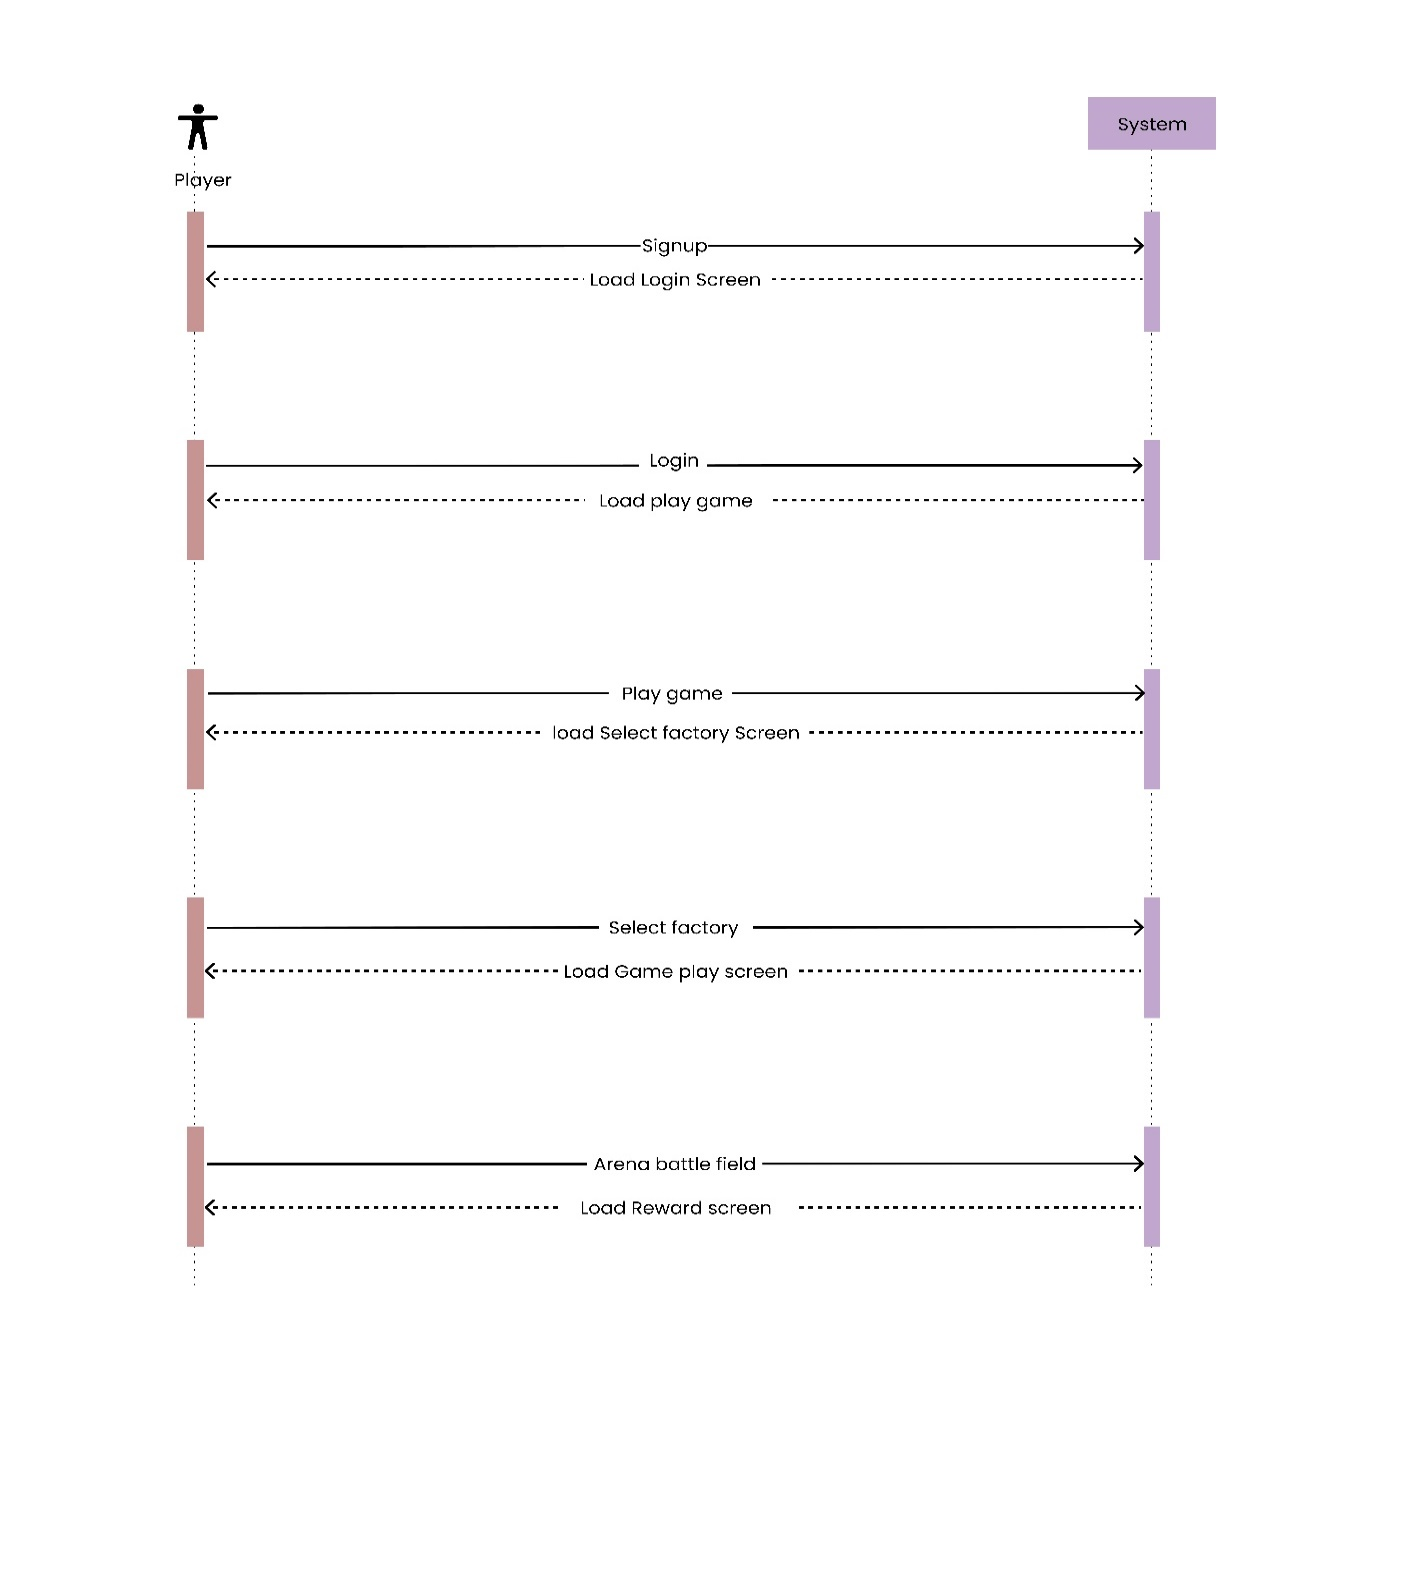 System
Player
Signup
Load Login Screen
Login
Load play game
Play game
load Select factory Screen
Select factory
Load Game play screen
Arena battle field
Load Reward screen